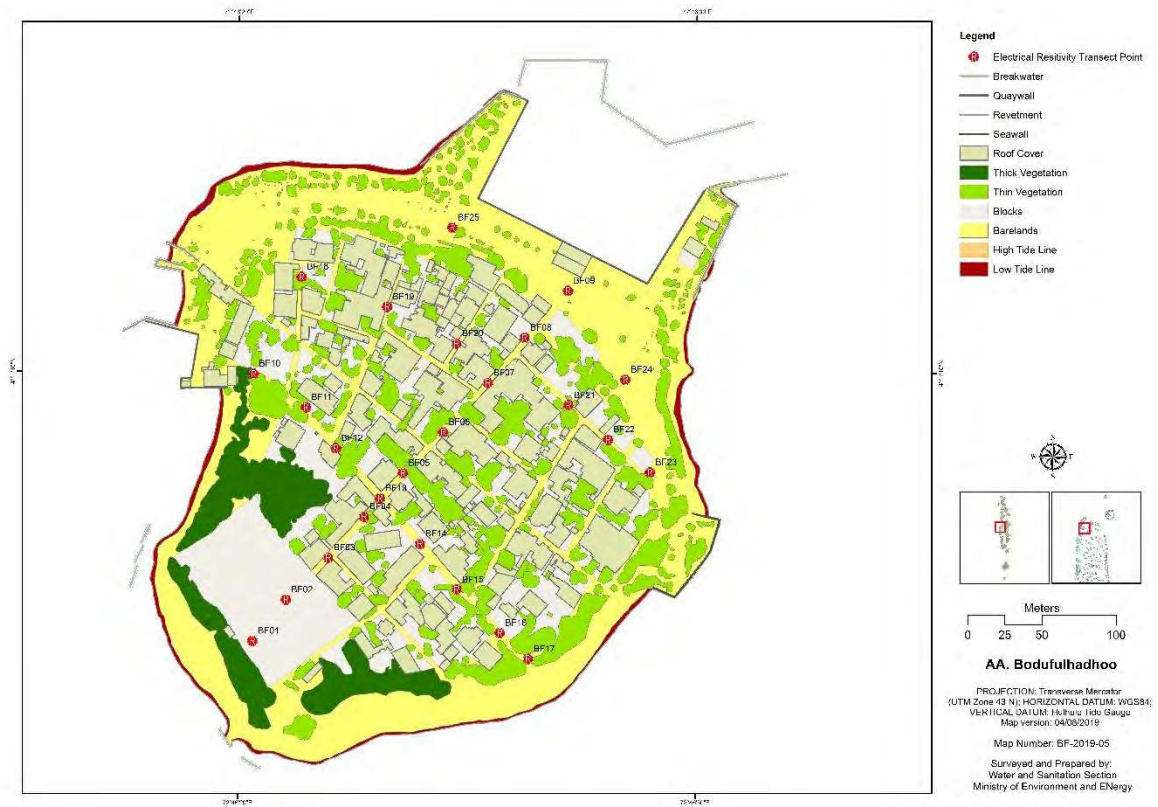 Legend
Electrical Resitivity Transect Point
Breakwater
Quaywall
Revetment
Seawall
Roof Cover
Thick Vegetation
Thin Vegetation
Blocks
Barelands
High Tide Line
Low Tide Line
BF25
BF18
BF09
BF19
BF08
BF20
BF10
BF24
BF07
BF11
BF21
BF06
BF22
BF12
BF05
BF23
BF13
BF04
BF14
BF03
BF15
BF02
BF16
BF01
BF17
Meters
0 25 50 100
AA. Bodufulhadhoo
PROJECTION: Transverse Mercator
(UTM Zone 43 N); HORIZONTAL DATUM: WGS84;
VERTICAL DATUM: Hulhule Tide Gauge
Map version: 04/08/2019
Map Number: BF-2019-05
Surveyed and Prepared by:
Water and Sanitation Section
Ministry of Environment and ENergy